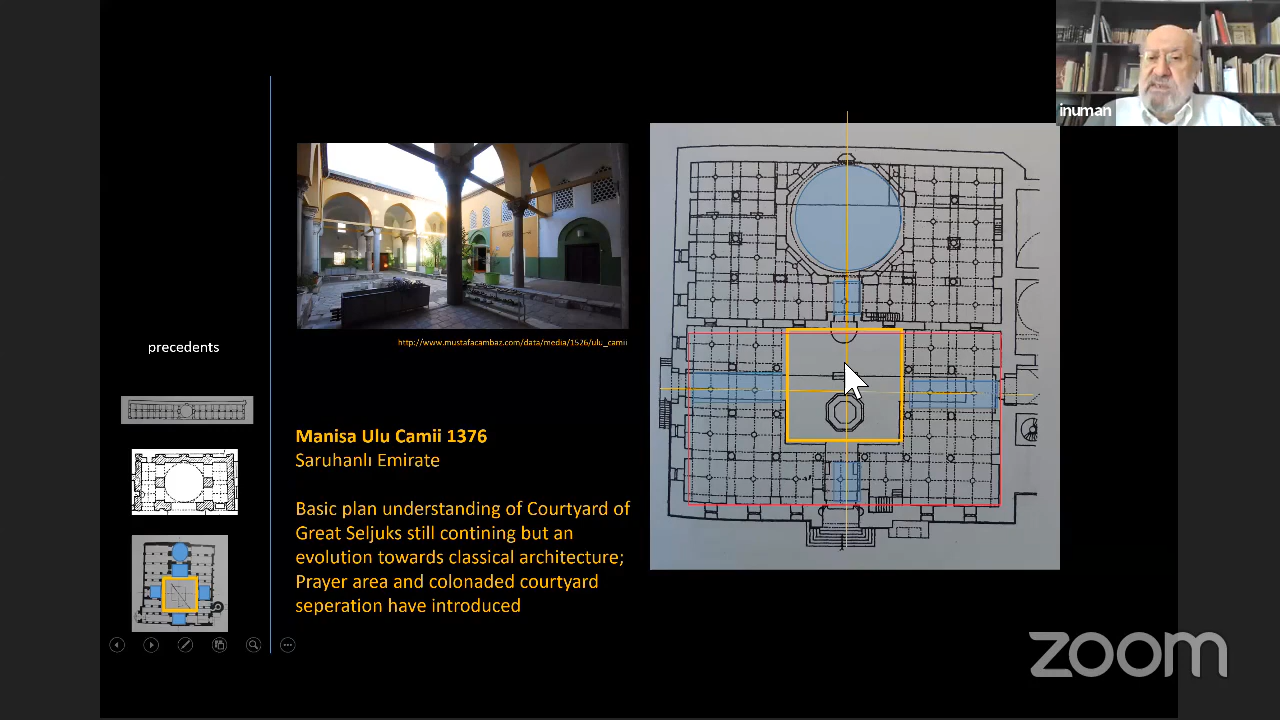 inuman
precedents
http://www.mustafacambaz.com/data/media/1526/ulu_camii
Manisa Ulu Camii 1376
Saruhanlı Emirate
Basic plan understanding of Courtyard of
Great Seljuks still contining but an
evolution towards classical architecture;
Prayer area and colonaded courtyard
seperation have introduced
zoom